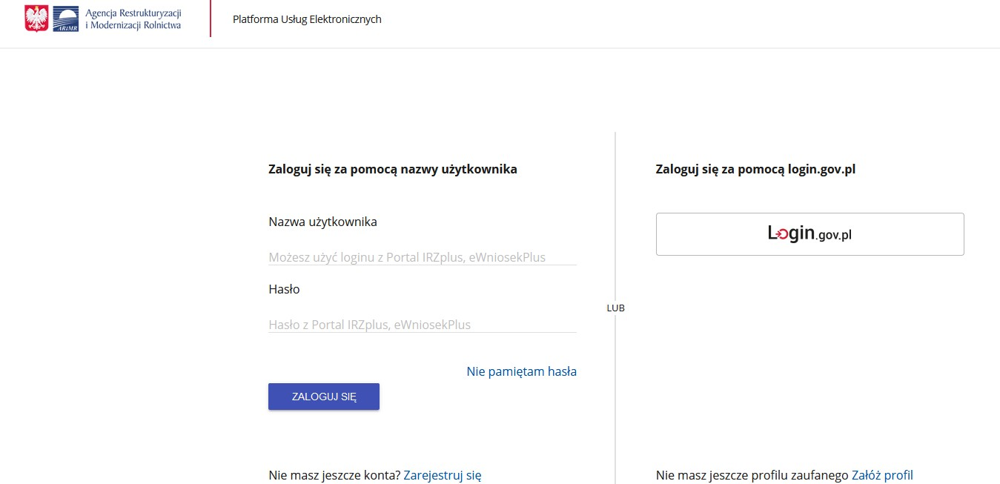 Agencja Restrukturyzacji
i Modernizacji Rolnictwa
ARiMR
Platforma Usług Elektronicznych
Zaloguj się za pomocą nazwy użytkownika
Nazwa użytkownika
Możesz użyć loginu z Portal IRZplus, eWniosekPlus
Hasło
Hasło z Portal IRZplus, eWniosekPlus
Nie pamiętam hasła
ZALOGUJ SIĘ
Nie masz jeszcze konta? Zarejestruj się
LUB
Zaloguj się za pomocą login.gov.pl
Login.gov.pl
Nie masz jeszcze profilu zaufanego Załóż profil